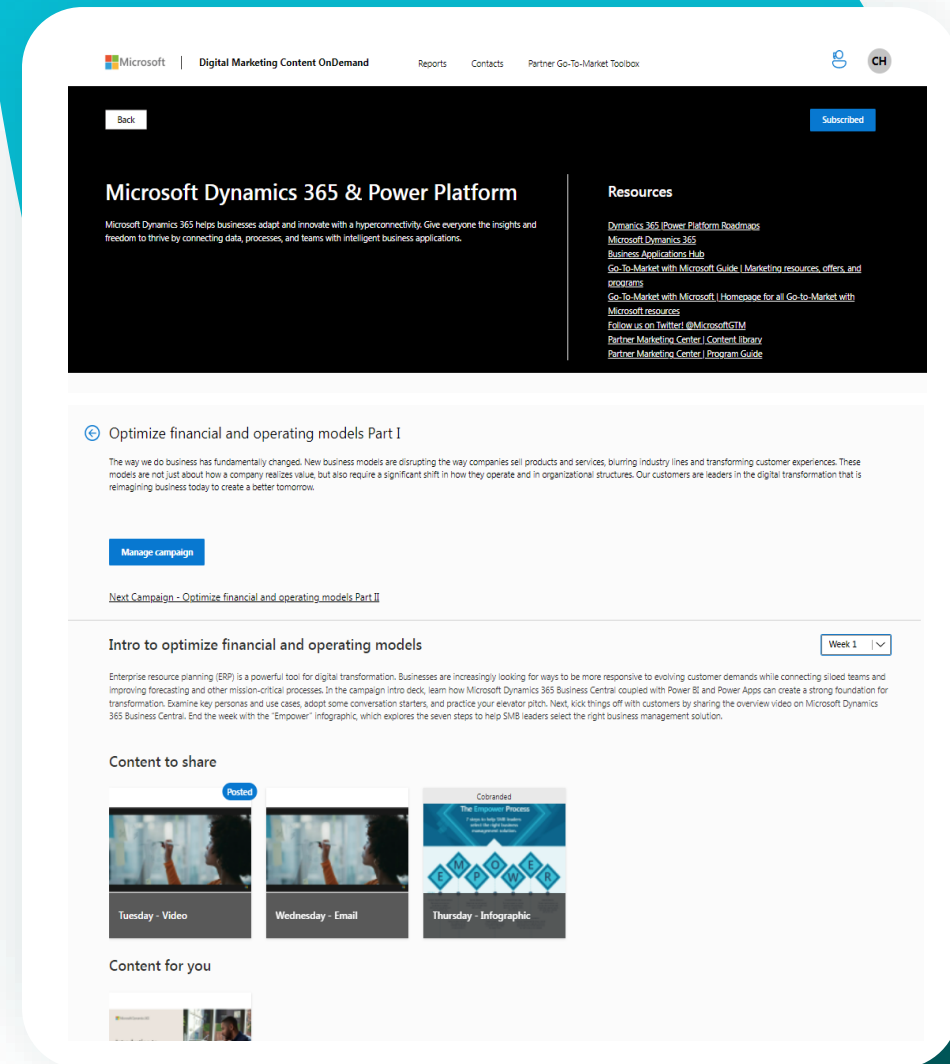 Microsoft
Digital Marketing Content OnDemand
Reports
Contacts
Partner Go-To-Market Toolbox
CH
Back
Subscribed
Microsoft Dynamics 365 & Power Platform
Microsoft Dynamics 365 helps businesses adapt and innovate with a hyperconnectivity. Give everyone the insights and
freedom to thrive by connecting data, processes, and teams with intelligent business applications.
Resources
Dymanics 365 |Power Platform Roadmaps
Microsoft Dymanics 365
Business Applications Hub
Go-To-Market with Microsoft Guide | Marketing resources, offers, and
programs
Go-To-Market with Microsoft | Homepage for all Go-to-Market with
Microsoft resources
Follow us on Twitter! @MicrosoftGTM
Partner Marketing Center | Content library
Partner Marketing Center | Program Guide
Optimize financial and operating models Part I
The way we do business has fundamentally changed. New business models are disrupting the way companies sell products and services, blurring industry lines and transforming customer experiences. These
models are not just about how a company realizes value, but also require a significant shift in how they operate and in organizational structures. Our customers are leaders in the digital transformation that is
reimagining business today to create a better tomorrow.
Manage campaign
Next Campaign - Optimize financial and operating models Part II
Intro to optimize financial and operating models
Week 1
Enterprise resource planning (ERP) is a powerful tool for digital transformation. Businesses are increasingly looking for ways to be more responsive to evolving customer demands while connecting siloed teams and
improving forecasting and other mission-critical processes. In the campaign intro deck, learn how Microsoft Dynamics 365 Business Central coupled with Power BI and Power Apps can create a strong foundation for
transformation. Examine key personas and use cases, adopt some conversation starters, and practice your elevator pitch. Next, kick things off with customers by sharing the overview video on Microsoft Dynamics
365 Business Central. End the week with the "Empower" infographic, which explores the seven steps to help SMB leaders select the right business management solution.
Content to share
Posted
Tuesday - Video
Wednesday - Email
Cobranded
The Empower Process
7 steps to help SMB leaders
select the right business
management solution.
E M P O W E R
Thursday - Infographic
Content for you